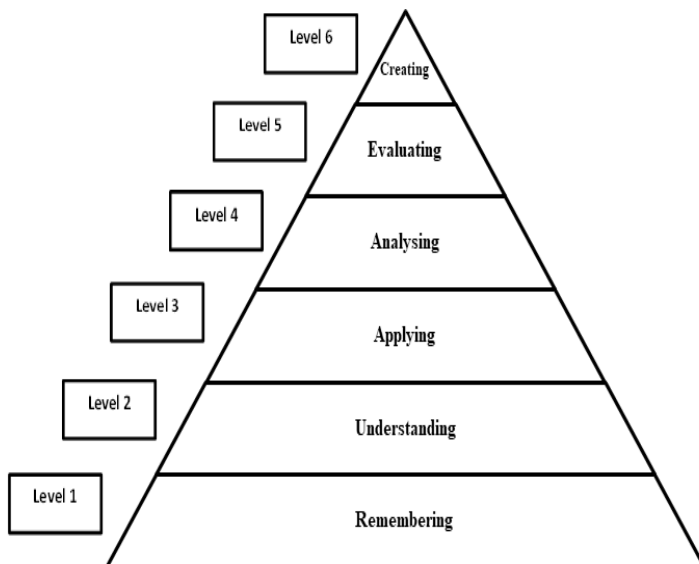 Level 6
Creating
Level 5
Evaluating
Level 4
Analysing
Level 3
Applying
Level 2
Understanding
Level 1
Remembering